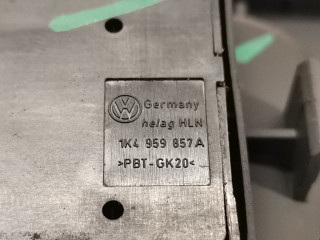 Germany
helag HLN
1K4 959 857 A
>PBT-GK20<